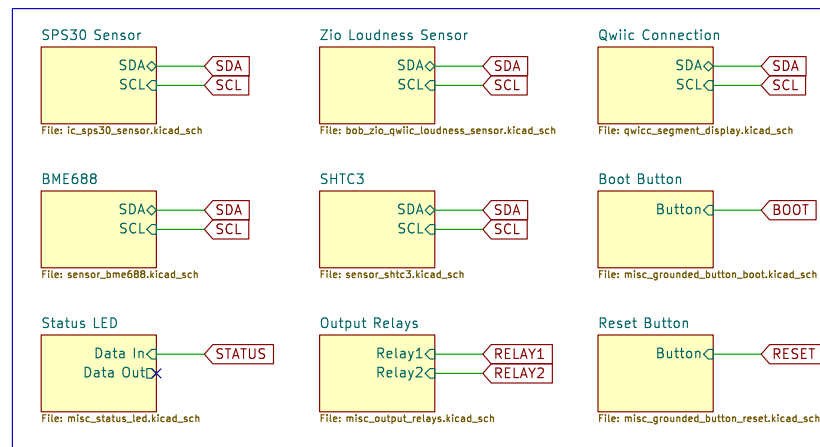 SPS30 Sensor
SDA SDA
SCL SCL
File: ic_sps30_sensor.kicad_sch
Zio Loudness Sensor
SDA SDA
SCL SCL
File: bob_zio_qwiic_loudness_sensor.kicad_sch
Qwiic Connection
SDA SDA
SCL SCL
File: qwicc_segment_display.kicad_sch
BME688
SDA SDA
SCL SCL
File: sensor_bme688.kicad_sch
SHTC3
SDA SDA
SCL SCL
File: sensor_shtc3.kicad_sch
Boot Button
Button BOOT
File: misc_grounded_button_boot.kicad_sch
Status LED
Data In STATUS
Data Out
File: misc_status_led.kicad_sch
Output Relays
Relay1 RELAY1
Relay2 RELAY2
File: misc_output_relays.kicad_sch
Reset Button
Button RESET
File: misc_grounded_button_reset.kicad_sch